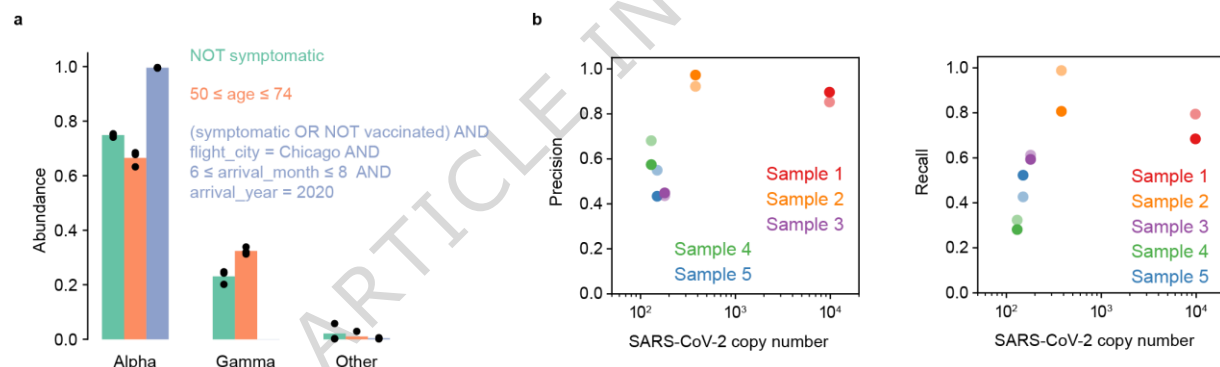 a
1.0
0.8
0.6
0.4
0.2
0.0
Abundance
Alpha
Gamma
Other
NOT symptomatic
50 ≤ age ≤ 74
(symptomatic OR NOT vaccinated) AND
flight_city = Chicago AND
6 ≤ arrival_month ≤ 8 AND
arrival_year = 2020
ARTICLE IN
b
1.0
0.8
0.6
0.4
0.2
0.0
Precision
Sample 1
Sample 2
Sample 3
Sample 4
Sample 5
10²
10³
10⁴
SARS-CoV-2 copy number
1.0
0.8
0.6
0.4
0.2
0.0
Recall
Sample 1
Sample 2
Sample 3
Sample 4
Sample 5
10²
10³
10⁴
SARS-CoV-2 copy number